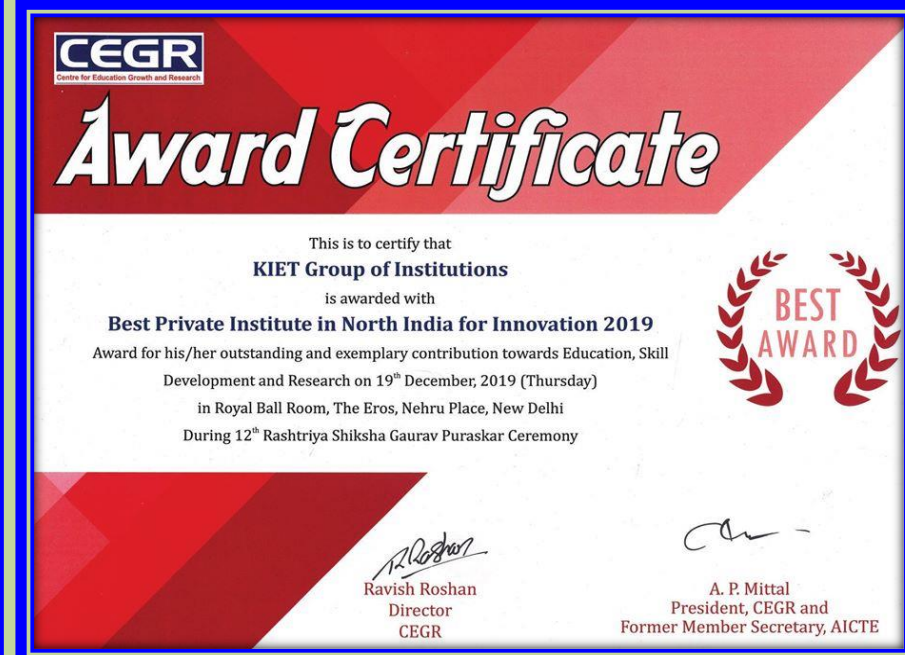 CEGR
Centre for Education Growth and Research
Award Certificate
This is to certify that
KIET Group of Institutions
is awarded with
Best Private Institute in North India for Innovation 2019
Award for his/her outstanding and exemplary contribution towards Education, Skill
Development and Research on 19th December, 2019 (Thursday)
in Royal Ball Room, The Eros, Nehru Place, New Delhi
During 12th Rashtriya Shiksha Gaurav Puraskar Ceremony
BEST
AWARD
R Roshan
Ravish Roshan
Director
CEGR
A. P. Mittal
President, CEGR and
Former Member Secretary, AICTE